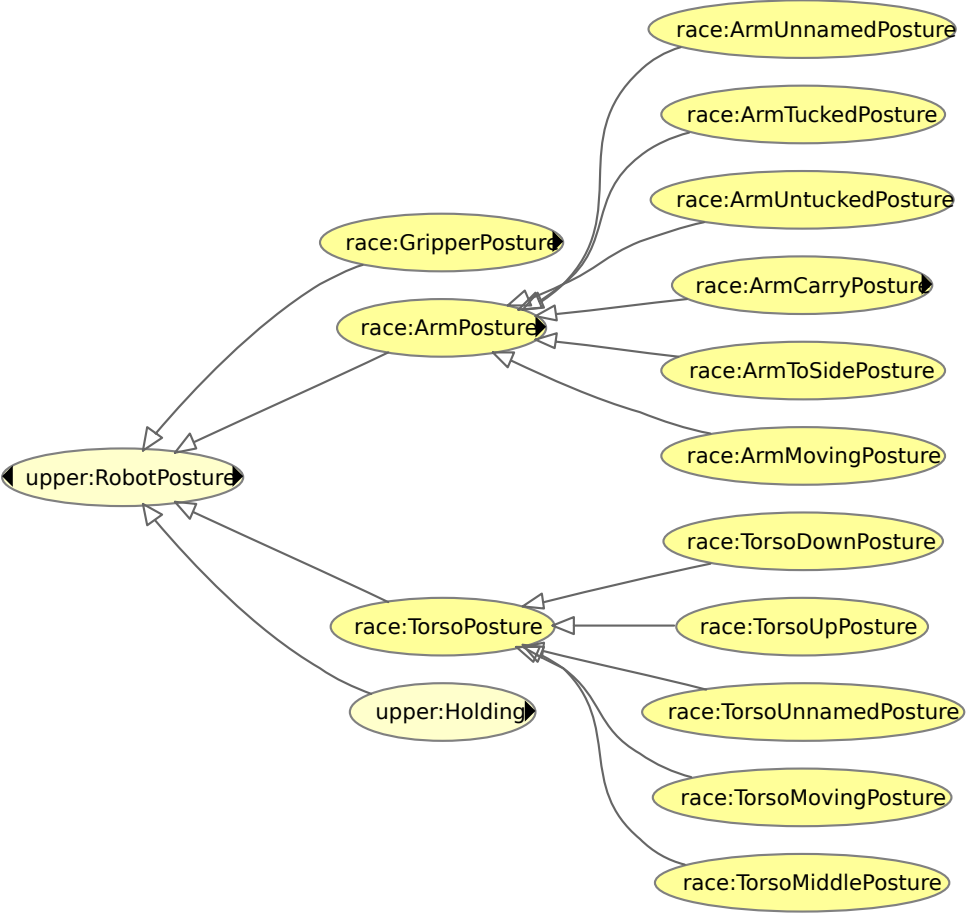 race:ArmUnnamedPosture
race:ArmTuckedPosture
race:ArmUntuckedPosture
race:GripperPosture
race:ArmCarryPosture
race:ArmPosture
race:ArmToSidePosture
race:ArmMovingPosture
upper:RobotPosture
race:TorsoDownPosture
race:TorsoPosture
race:TorsoUpPosture
upper:Holding
race:TorsoUnnamedPosture
race:TorsoMovingPosture
race:TorsoMiddlePosture